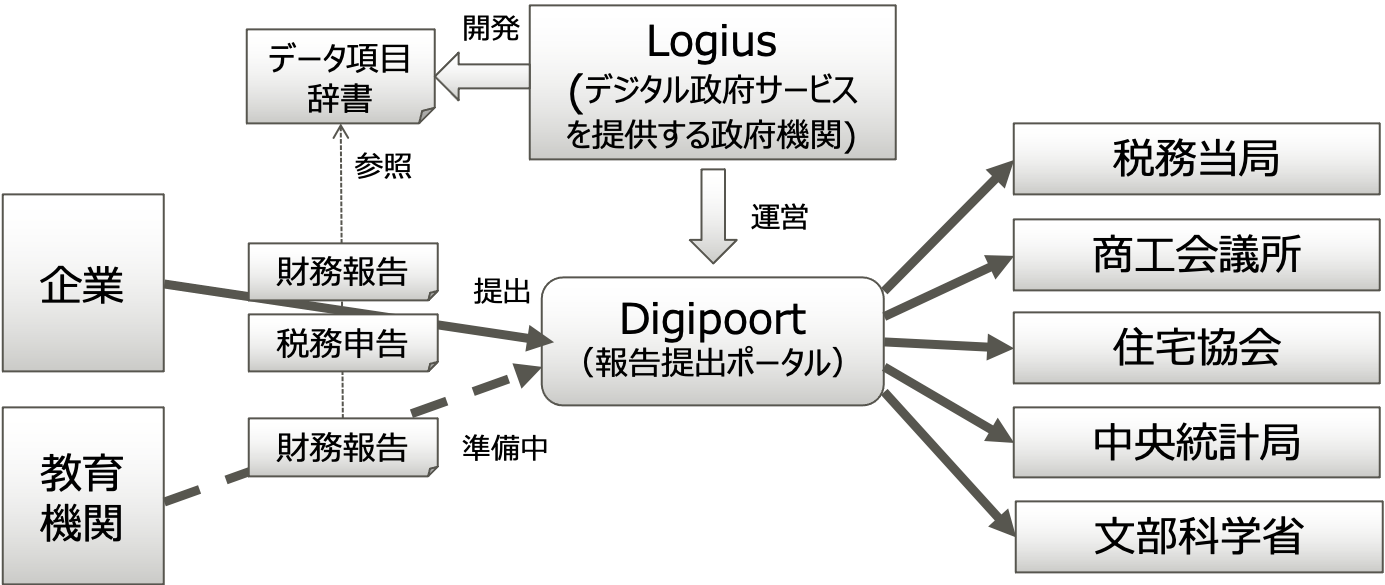 開発
データ項目
辞書
Logius
(デジタル政府サービス
を提供する政府機関)
参照
運営
企業
財務報告
税務申告
提出
Digipoort
（報告提出ポータル）
教育
機関
財務報告
準備中
税務当局
商工会議所
住宅協会
中央統計局
文部科学省